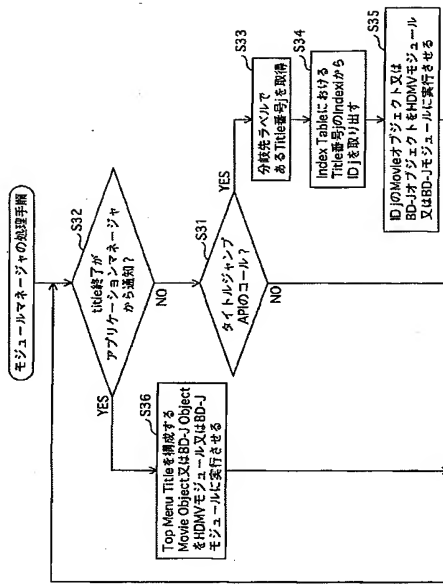 モジュールマネージャの処理手順
S32
title終了が
アプリケーションマネージャ
から通知?
YES
NO
S36
Top Menu Titleを構成する
Movie Object又はBD-J Object
をHDMVモジュール又はBD-J
モジュールに実行させる
S31
タイトルジャンプ
APIのコール?
YES
NO
S33
分岐先ラベルで
あるTitle番号jを取得
S34
Index Tableにおける
Title番号jのIndexから
ID jを取り出す
S35
ID jのMovieオブジェクト又は
BD-JオブジェクトをHDMVモジュール
又はBD-Jモジュールに実行させる